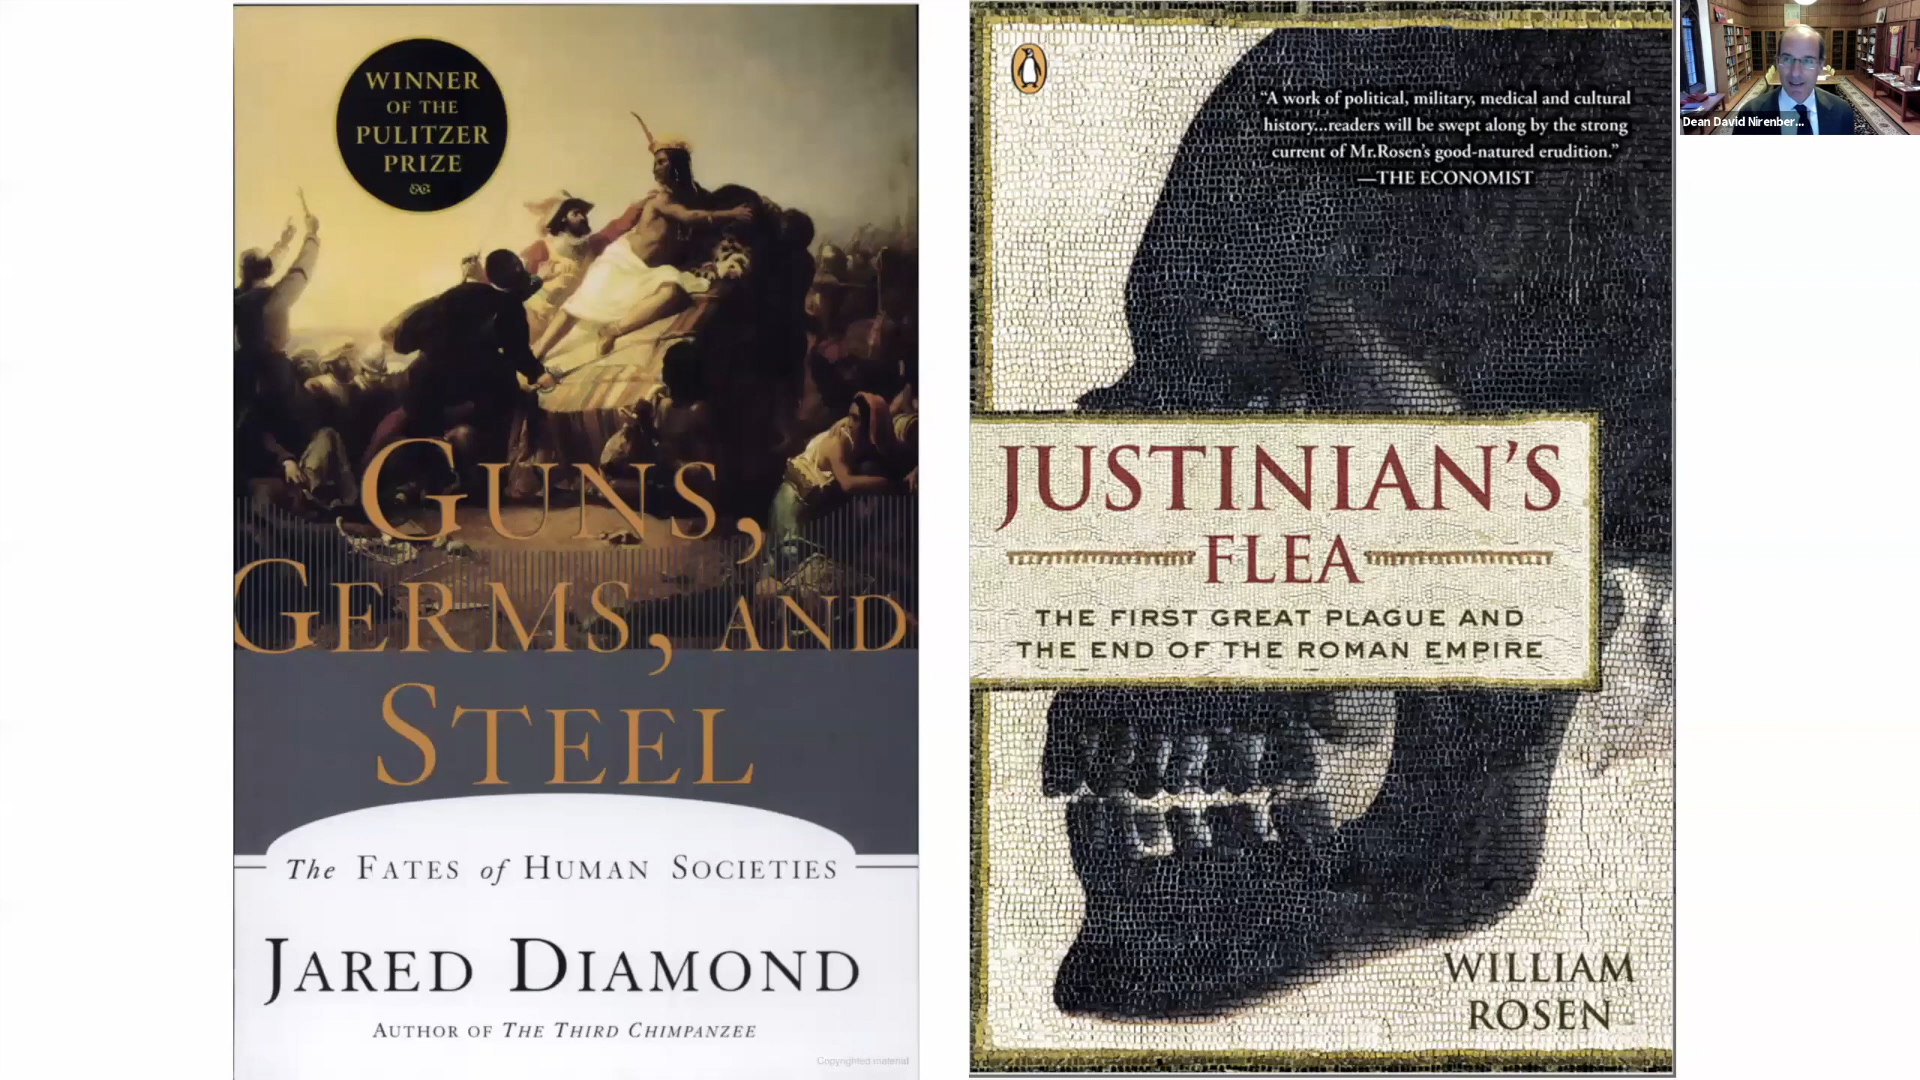 WINNER
OF THE
PULITZER
PRIZE
GUNS,
GERMS, AND
STEEL
The FATES of HUMAN SOCIETIES
JARED DIAMOND
AUTHOR OF THE THIRD CHIMPANZEE
Copyrighted material
“A work of political, military, medical and cultural
history...readers will be swept along by the strong
current of Mr.Rosen’s good-natured erudition.”
—THE ECONOMIST
JUSTINIAN’S
FLEA
THE FIRST GREAT PLAGUE AND
THE END OF THE ROMAN EMPIRE
WILLIAM
ROSEN
Dean David Nirenber...